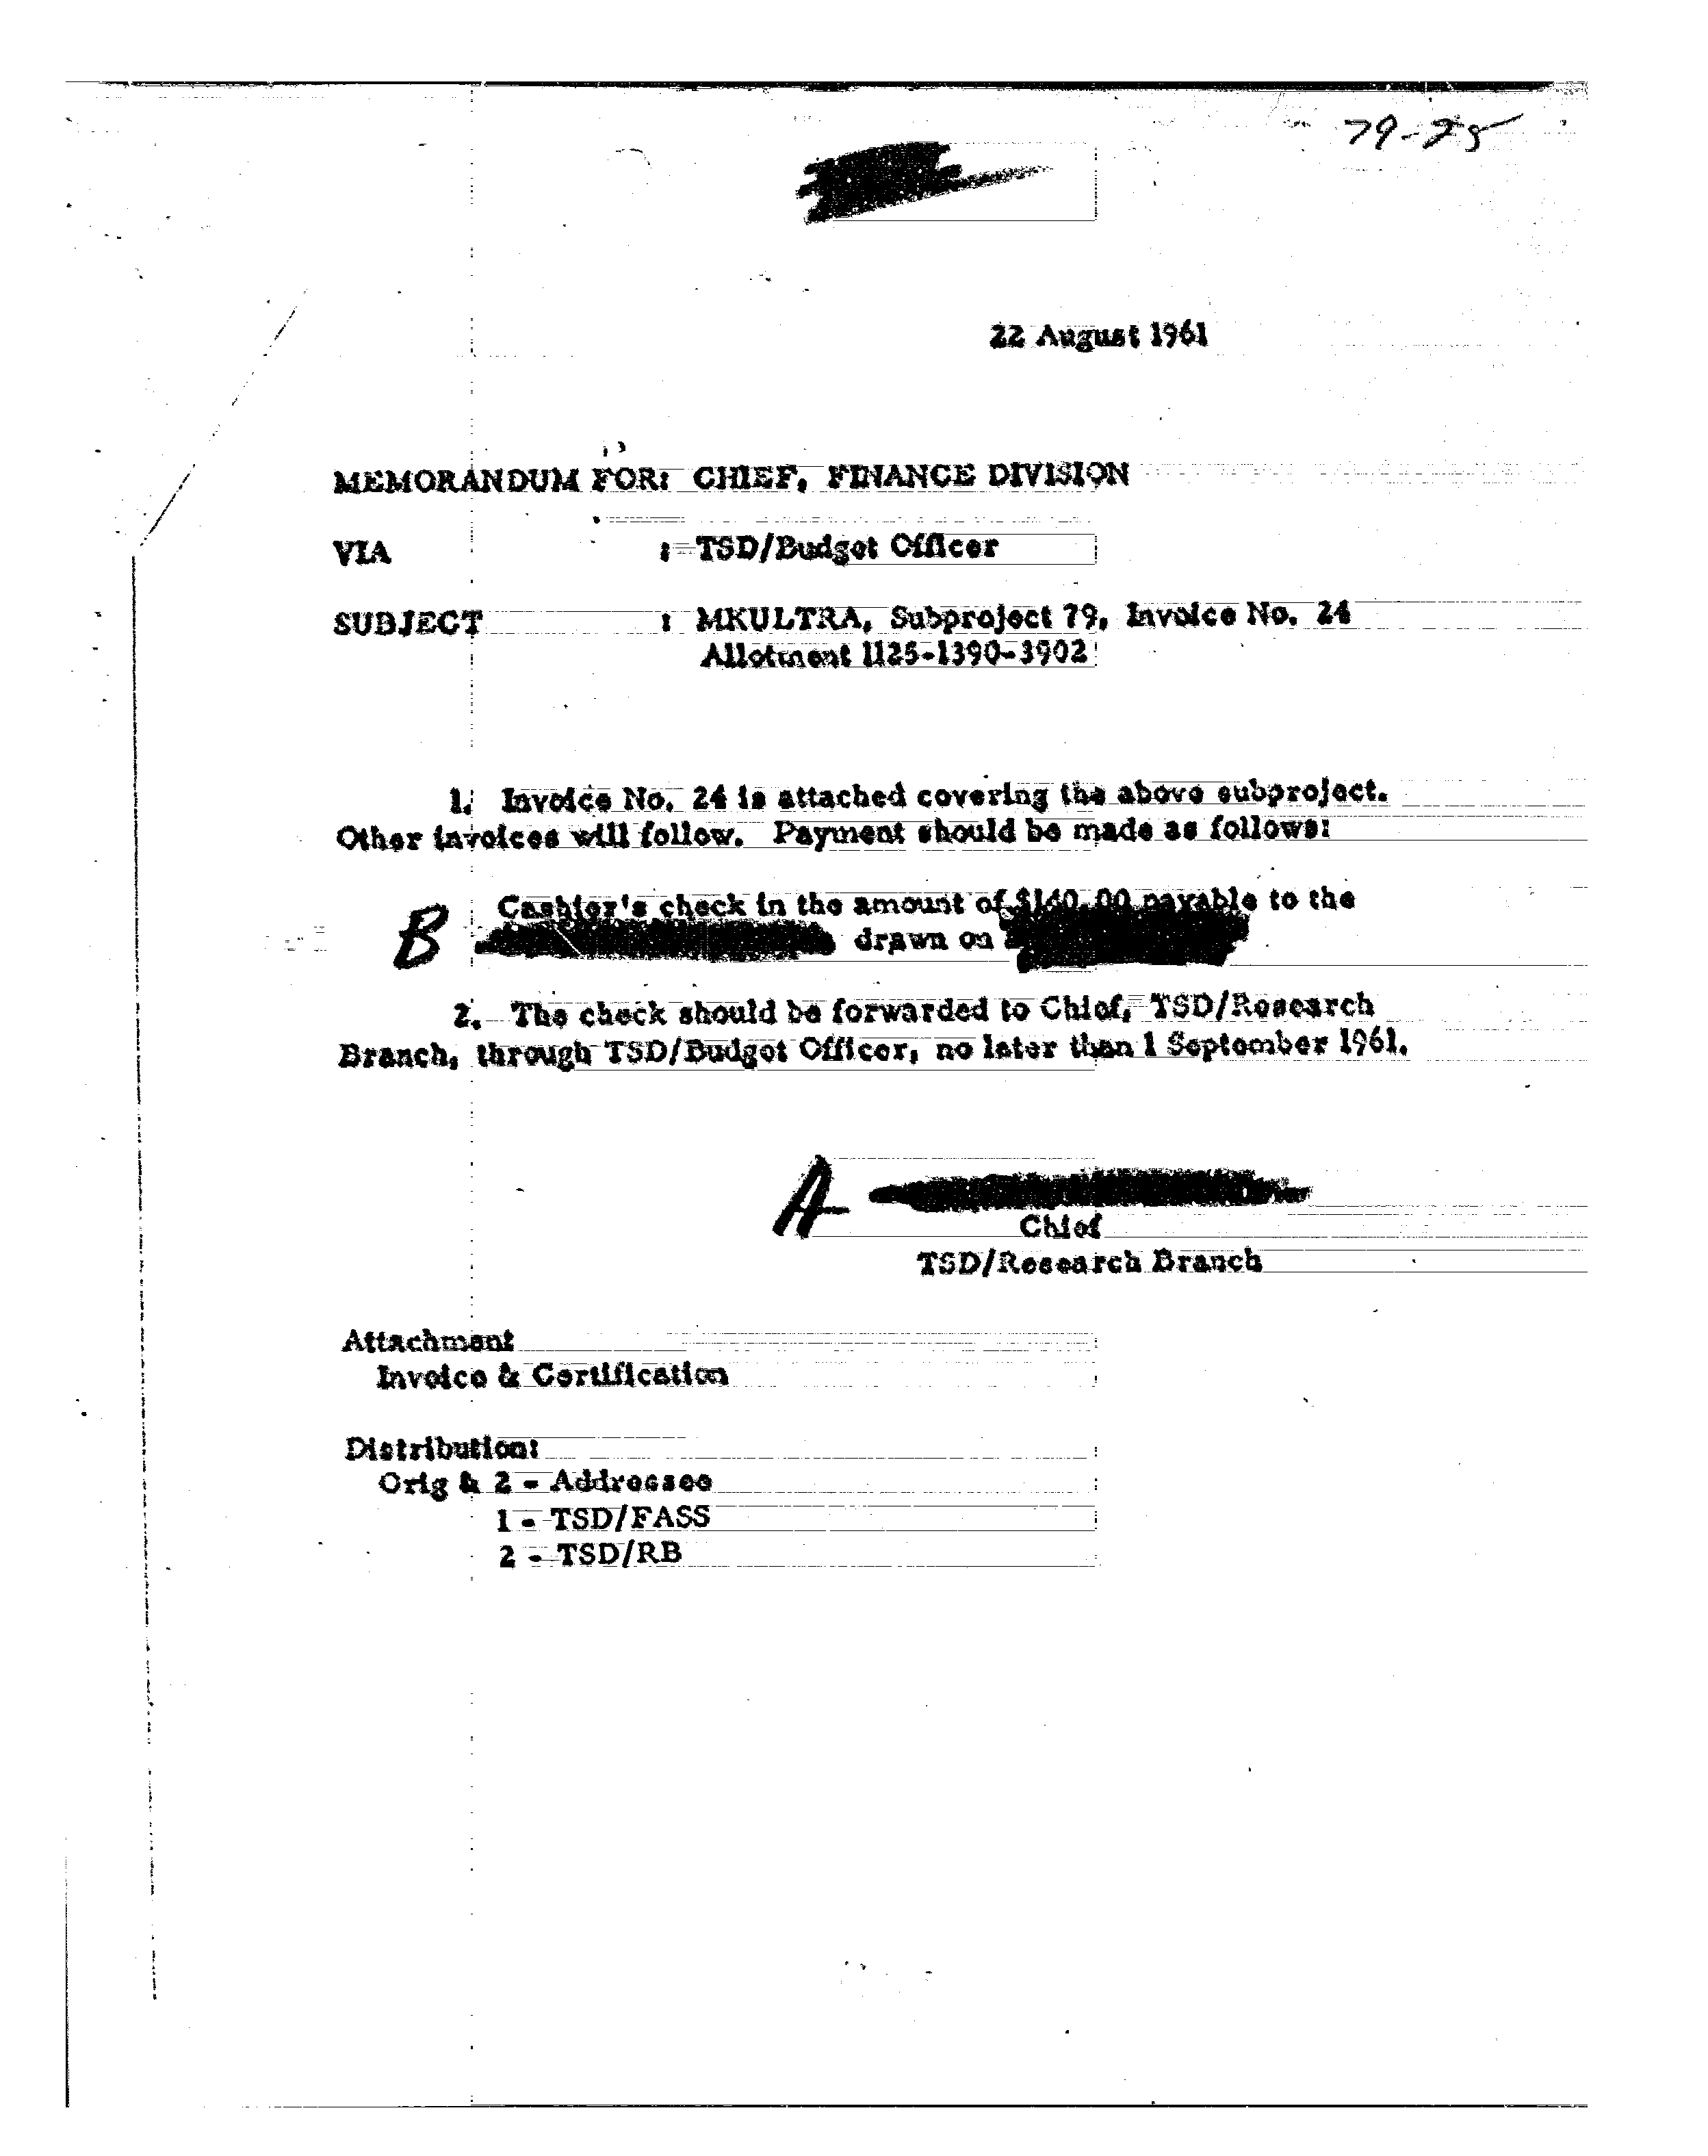 79-25
22 August 1961
MEMORANDUM FOR: CHIEF, FINANCE DIVISION
VIA : TSD/Budget Officer
SUBJECT : MKULTRA, Subproject 79, Invoice No. 24
Allotment 1125-1390-3902
1. Invoice No. 24 is attached covering the above subproject.
Other invoices will follow. Payment should be made as follows:
Cashier's check in the amount of $140.00 payable to the
B drawn on
2. The check should be forwarded to Chief, TSD/Research
Branch, through TSD/Budget Officer, no later than 1 September 1961.
A
Chief
TSD/Research Branch
Attachment
Invoice & Certification
Distribution:
Orig & 2 - Addressee
1 - TSD/FASS
2 - TSD/RB